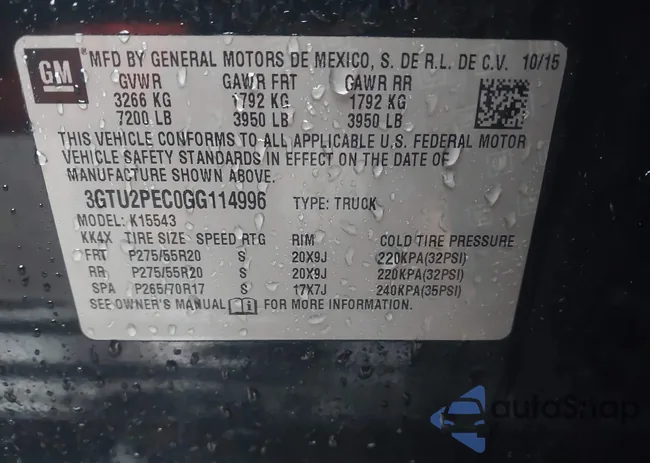 GM
MFD BY GENERAL MOTORS DE MEXICO, S. DE R.L. DE C.V. 10/15
GVWR GAWR FRT GAWR RR
3266 KG 1792 KG 1792 KG
7200 LB 3950 LB 3950 LB
THIS VEHICLE CONFORMS TO ALL APPLICABLE U.S. FEDERAL MOTOR
VEHICLE SAFETY STANDARDS IN EFFECT ON THE DATE OF
MANUFACTURE SHOWN ABOVE.
3GTU2PEC0GG114996 TYPE: TRUCK
MODEL: K15543
KK4X TIRE SIZE SPEED RTG RIM COLD TIRE PRESSURE
FRT P275/55R20 S 20X9J 220KPA(32PSI)
RR P275/55R20 S 20X9J 220KPA(32PSI)
SPA P265/70R17 S 17X7J 240KPA(35PSI)
SEE OWNER'S MANUAL FOR MORE INFORMATION.
autoSnap